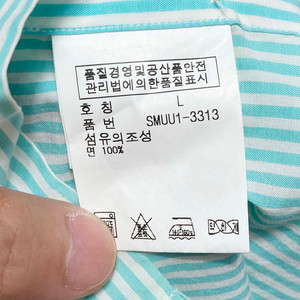 품질경영및공산품안전
관리법에의한품질표시
호 칭 L
품 번 SMUU1-3313
섬유의조성
면 100%